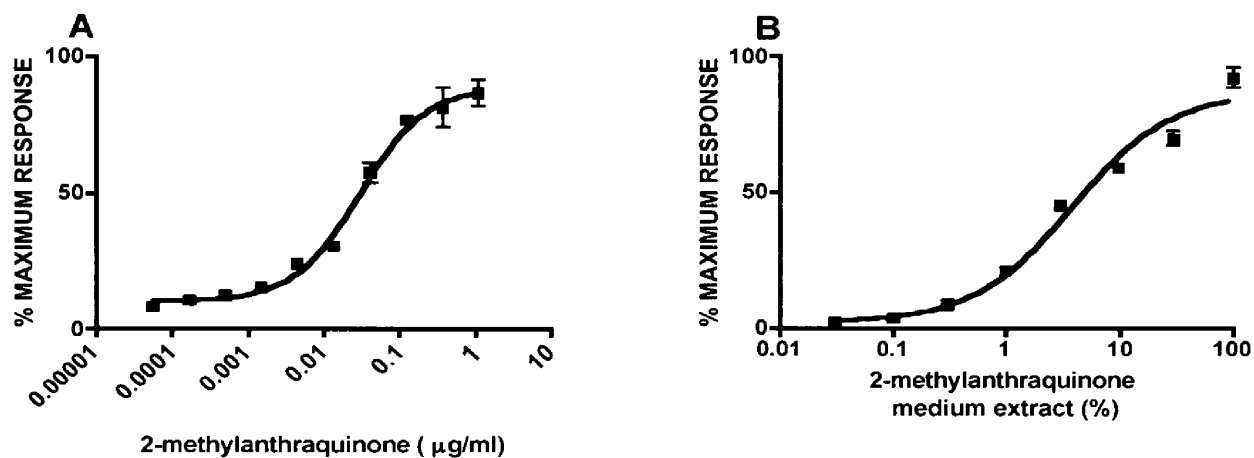 A
% MAXIMUM RESPONSE
100
50
0
0.00001
0.0001
0.001
0.01
0.1
1
10
2-methylanthraquinone ( μg/ml)
B
% MAXIMUM RESPONSE
100
50
0
0.01
0.1
1
10
100
2-methylanthraquinone
medium extract (%)